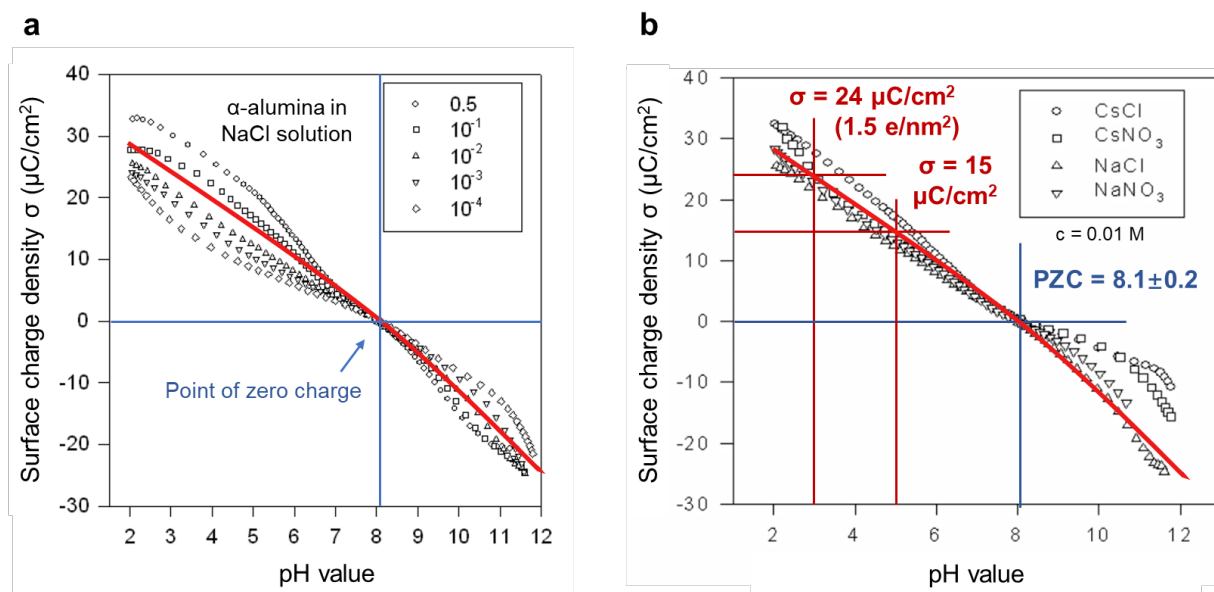 a
Surface charge density σ (µC/cm²)
40
30
20
10
0
-10
-20
-30
α-alumina in
NaCl solution
0.5
10⁻¹
10⁻²
10⁻³
10⁻⁴
Point of zero charge
2 3 4 5 6 7 8 9 10 11 12
pH value
b
Surface charge density σ (µC/cm²)
40
30
20
10
0
-10
-20
-30
σ = 24 µC/cm²
(1.5 e/nm²)
σ = 15
µC/cm²
CsCl
CsNO₃
NaCl
NaNO₃
c = 0.01 M
PZC = 8.1±0.2
2 4 6 8 10 12
pH value